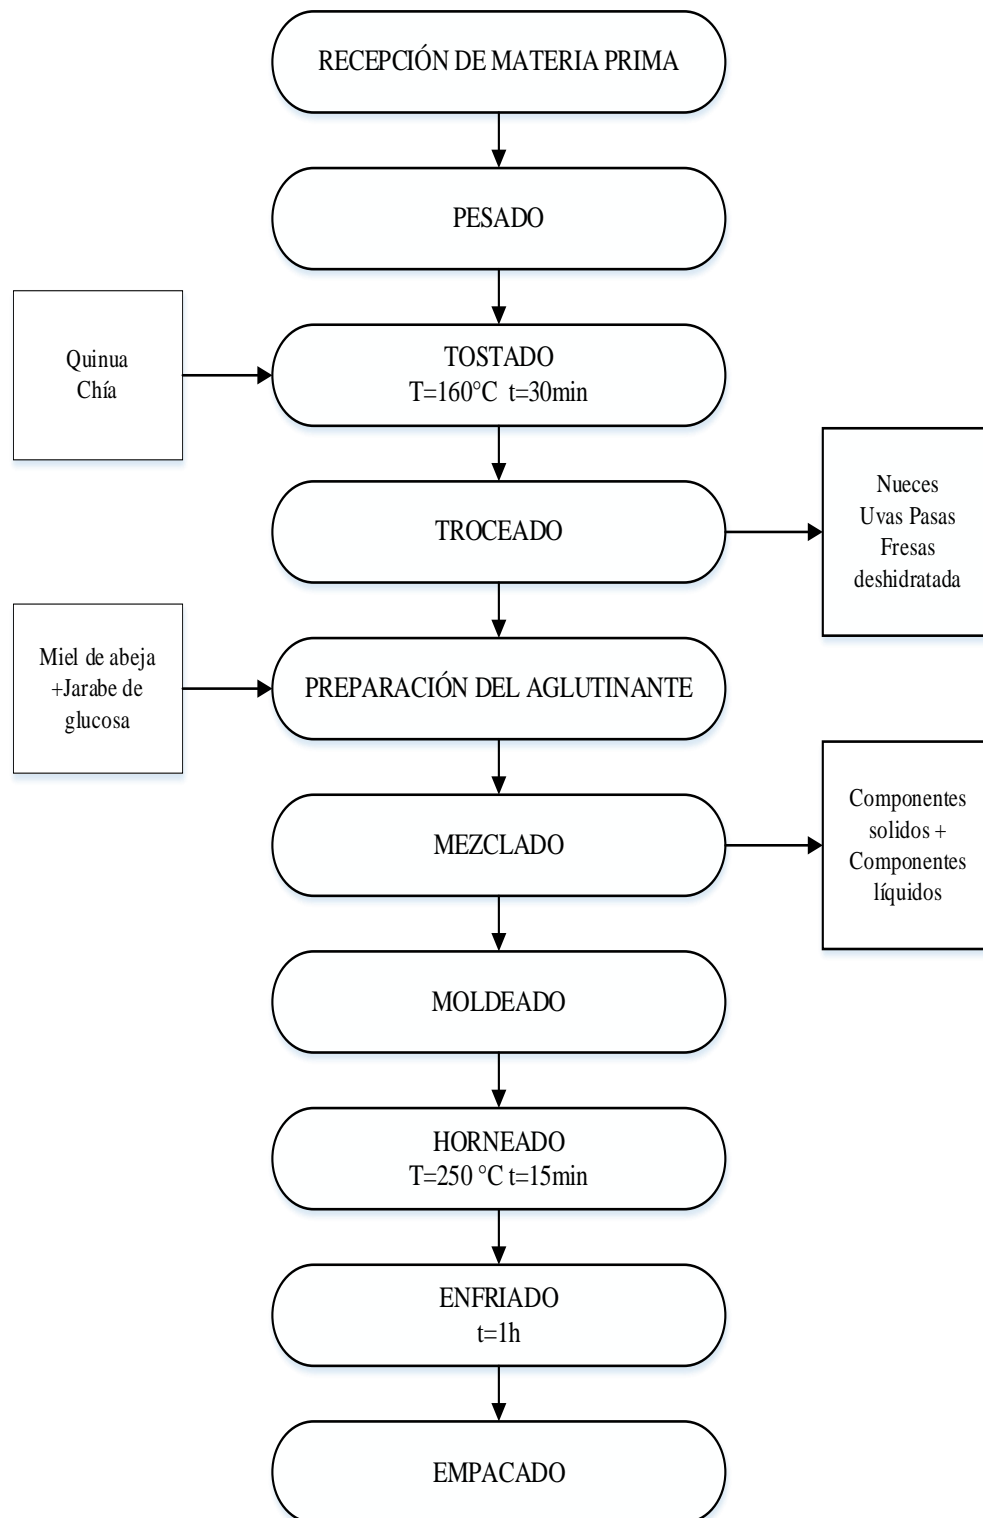 RECEPCIÓN DE MATERIA PRIMA
PESADO
Quinua
Chía
TOSTADO
T=160°C t=30min
TROCEADO
Nueces
Uvas Pasas
Fresas
deshidratada
Miel de abeja
+Jarabe de
glucosa
PREPARACIÓN DEL AGLUTINANTE
MEZCLADO
Componentes
solidos +
Componentes
líquidos
MOLDEADO
HORNEADO
T=250 °C t=15min
ENFRIADO
t=1h
EMPACADO